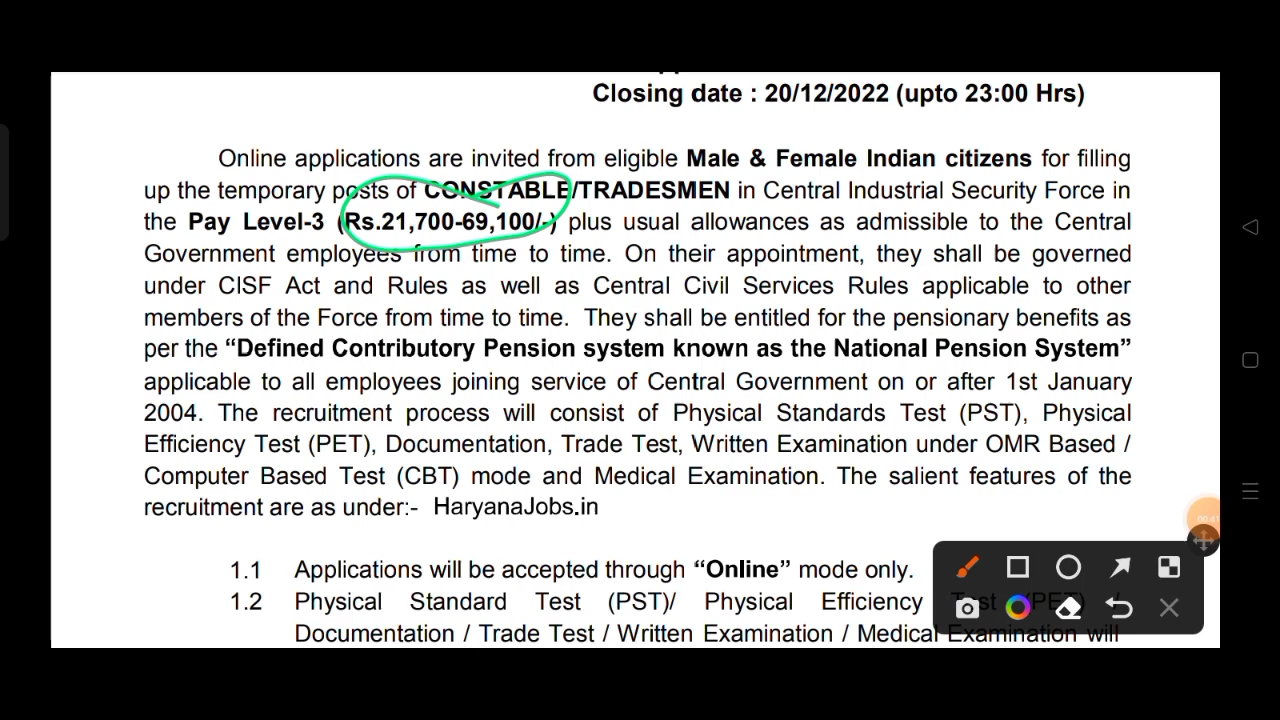 Closing date : 20/12/2022 (upto 23:00 Hrs)
Online applications are invited from eligible Male & Female Indian citizens for filling
up the temporary posts of CONSTABLE/TRADESMEN in Central Industrial Security Force in
the Pay Level-3 (Rs.21,700-69,100/-) plus usual allowances as admissible to the Central
Government employees from time to time. On their appointment, they shall be governed
under CISF Act and Rules as well as Central Civil Services Rules applicable to other
members of the Force from time to time. They shall be entitled for the pensionary benefits as
per the “Defined Contributory Pension system known as the National Pension System”
applicable to all employees joining service of Central Government on or after 1st January
2004. The recruitment process will consist of Physical Standards Test (PST), Physical
Efficiency Test (PET), Documentation, Trade Test, Written Examination under OMR Based /
Computer Based Test (CBT) mode and Medical Examination. The salient features of the
recruitment are as under:- HaryanaJobs.in
1.1 Applications will be accepted through “Online” mode only.
1.2 Physical Standard Test (PST)/ Physical Efficiency Test (PET) /
Documentation / Trade Test / Written Examination / Medical Examination will